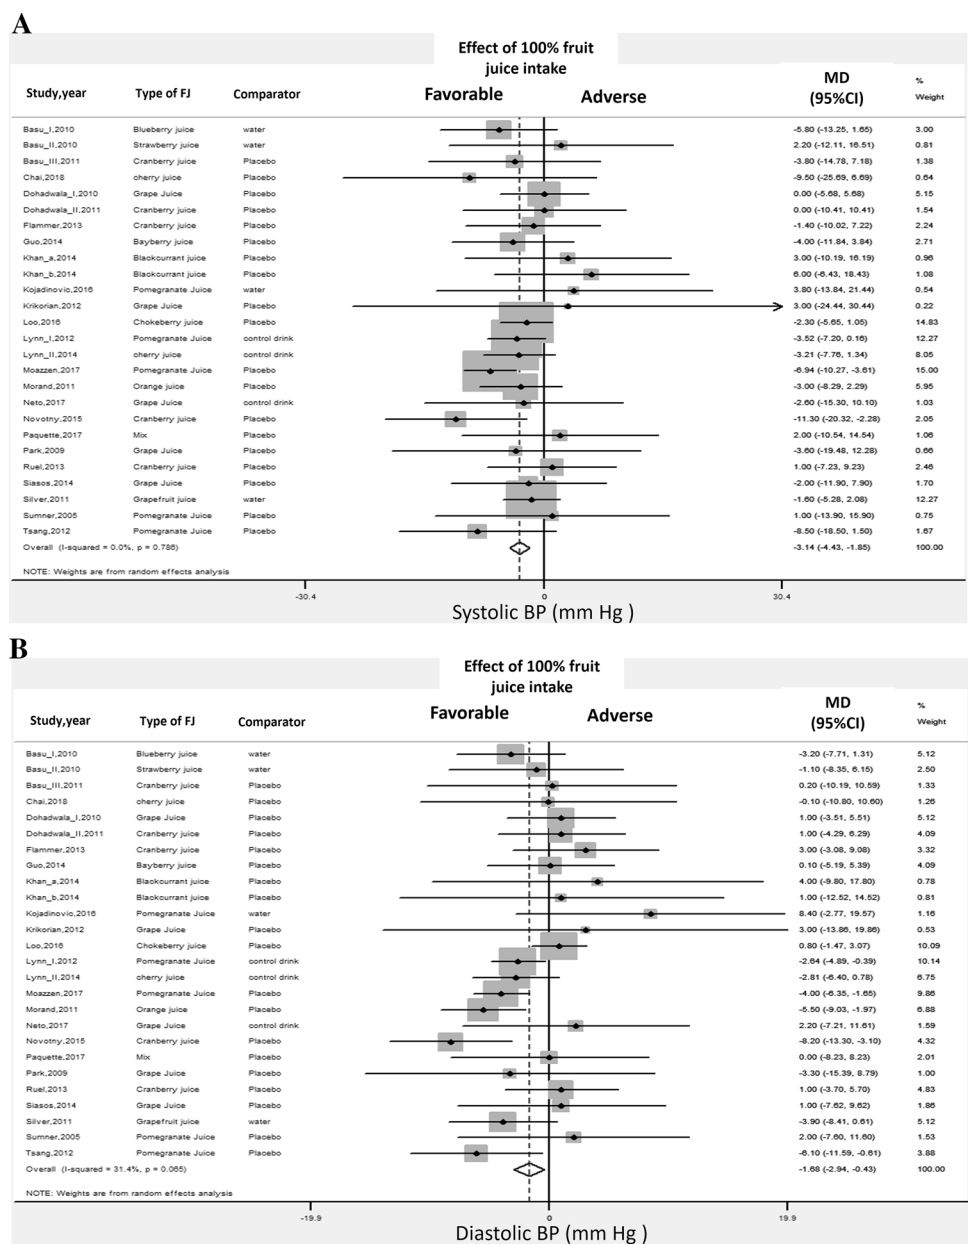 A
Effect of 100% fruit
juice intake
Study,year Type of FJ Comparator Favorable Adverse MD (95%CI) % Weight
Basu_I,2010 Blueberry juice water -5.80 (-13.25, 1.65) 3.00
Basu_II,2010 Strawberry juice water 2.20 (-12.11, 16.51) 0.81
Basu_III,2011 Cranberry juice Placebo -3.80 (-14.78, 7.18) 1.38
Chai,2018 cherry juice Placebo -9.50 (-25.69, 6.69) 0.64
Dohadwala_I,2010 Grape Juice Placebo 0.00 (-5.68, 5.68) 5.15
Dohadwala_II,2011 Cranberry juice Placebo 0.00 (-10.41, 10.41) 1.54
Flammer,2013 Cranberry juice Placebo -1.40 (-10.02, 7.22) 2.24
Guo,2014 Bayberry juice Placebo -4.00 (-11.84, 3.84) 2.71
Khan_a,2014 Blackcurrant juice Placebo 3.00 (-10.19, 16.19) 0.96
Khan_b,2014 Blackcurrant juice Placebo 6.00 (-6.43, 18.43) 1.08
Kojadinovic,2016 Pomegranate Juice water 3.80 (-13.84, 21.44) 0.54
Krikorian,2012 Grape Juice Placebo 3.00 (-24.44, 30.44) 0.22
Loo,2016 Chokeberry juice Placebo -2.30 (-5.65, 1.05) 14.83
Lynn_I,2012 Pomegranate Juice control drink -3.52 (-7.20, 0.16) 12.27
Lynn_II,2014 cherry juice control drink -3.21 (-7.76, 1.34) 8.05
Moazzen,2017 Pomegranate Juice Placebo -6.94 (-10.27, -3.61) 15.00
Morand,2011 Orange juice Placebo -3.00 (-8.29, 2.29) 5.95
Neto,2017 Grape Juice control drink -2.60 (-15.30, 10.10) 1.03
Novotny,2015 Cranberry juice Placebo -11.30 (-20.32, -2.28) 2.05
Paquette,2017 Mix Placebo 2.00 (-10.54, 14.54) 1.06
Park,2009 Grape Juice Placebo -3.60 (-19.48, 12.28) 0.66
Ruel,2013 Cranberry juice Placebo 1.00 (-7.23, 9.23) 2.46
Siasos,2014 Grape Juice Placebo -2.00 (-11.90, 7.90) 1.70
Silver,2011 Grapefruit juice water -1.60 (-5.28, 2.08) 12.27
Sumner,2005 Pomegranate Juice Placebo 1.00 (-13.90, 15.90) 0.75
Tsang,2012 Pomegranate Juice Placebo -8.50 (-18.50, 1.50) 1.67
Overall (I-squared = 0.0%, p = 0.786) -3.14 (-4.43, -1.85) 100.00
NOTE: Weights are from random effects analysis
-30.4 0 30.4
Systolic BP (mm Hg )
B
Effect of 100% fruit
juice intake
Study,year Type of FJ Comparator Favorable Adverse MD (95%CI) % Weight
Basu_I,2010 Blueberry juice water -3.20 (-7.71, 1.31) 5.12
Basu_II,2010 Strawberry juice water -1.10 (-8.35, 6.15) 2.50
Basu_III,2011 Cranberry juice Placebo 0.20 (-10.19, 10.59) 1.33
Chai,2018 cherry juice Placebo -0.10 (-10.80, 10.60) 1.26
Dohadwala_I,2010 Grape Juice Placebo 1.00 (-3.51, 5.51) 5.12
Dohadwala_II,2011 Cranberry juice Placebo 1.00 (-4.29, 6.29) 4.09
Flammer,2013 Cranberry juice Placebo 3.00 (-3.08, 9.08) 3.32
Guo,2014 Bayberry juice Placebo 0.10 (-5.19, 5.39) 4.09
Khan_a,2014 Blackcurrant juice Placebo 4.00 (-9.80, 17.80) 0.78
Khan_b,2014 Blackcurrant juice Placebo 1.00 (-12.52, 14.52) 0.81
Kojadinovic,2016 Pomegranate Juice water 8.40 (-2.77, 19.57) 1.16
Krikorian,2012 Grape Juice Placebo 3.00 (-13.86, 19.86) 0.53
Loo,2016 Chokeberry juice Placebo 0.80 (-1.47, 3.07) 10.09
Lynn_I,2012 Pomegranate Juice control drink -2.64 (-4.89, -0.39) 10.14
Lynn_II,2014 cherry juice control drink -2.81 (-6.40, 0.78) 6.75
Moazzen,2017 Pomegranate Juice Placebo -4.00 (-6.35, -1.65) 9.86
Morand,2011 Orange juice Placebo -5.50 (-9.03, -1.97) 6.88
Neto,2017 Grape Juice control drink 2.20 (-7.21, 11.61) 1.59
Novotny,2015 Cranberry juice Placebo -8.20 (-13.30, -3.10) 4.32
Paquette,2017 Mix Placebo 0.00 (-8.23, 8.23) 2.01
Park,2009 Grape Juice Placebo -3.30 (-15.39, 8.79) 1.00
Ruel,2013 Cranberry juice Placebo 1.00 (-3.70, 5.70) 4.83
Siasos,2014 Grape Juice Placebo 1.00 (-7.62, 9.62) 1.86
Silver,2011 Grapefruit juice water -3.90 (-8.41, 0.61) 5.12
Sumner,2005 Pomegranate Juice Placebo 2.00 (-7.60, 11.60) 1.53
Tsang,2012 Pomegranate Juice Placebo -6.10 (-11.59, -0.61) 3.88
Overall (I-squared = 31.4%, p = 0.065) -1.68 (-2.94, -0.43) 100.00
NOTE: Weights are from random effects analysis
-19.9 0 19.9
Diastolic BP (mm Hg )